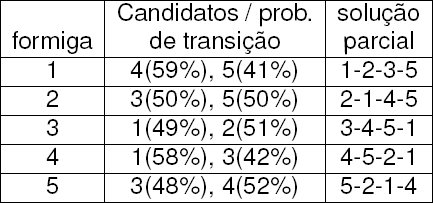 formiga Candidatos / prob. de transição solução parcial
1 4(59%), 5(41%) 1-2-3-5
2 3(50%), 5(50%) 2-1-4-5
3 1(49%), 2(51%) 3-4-5-1
4 1(58%), 3(42%) 4-5-2-1
5 3(48%), 4(52%) 5-2-1-4